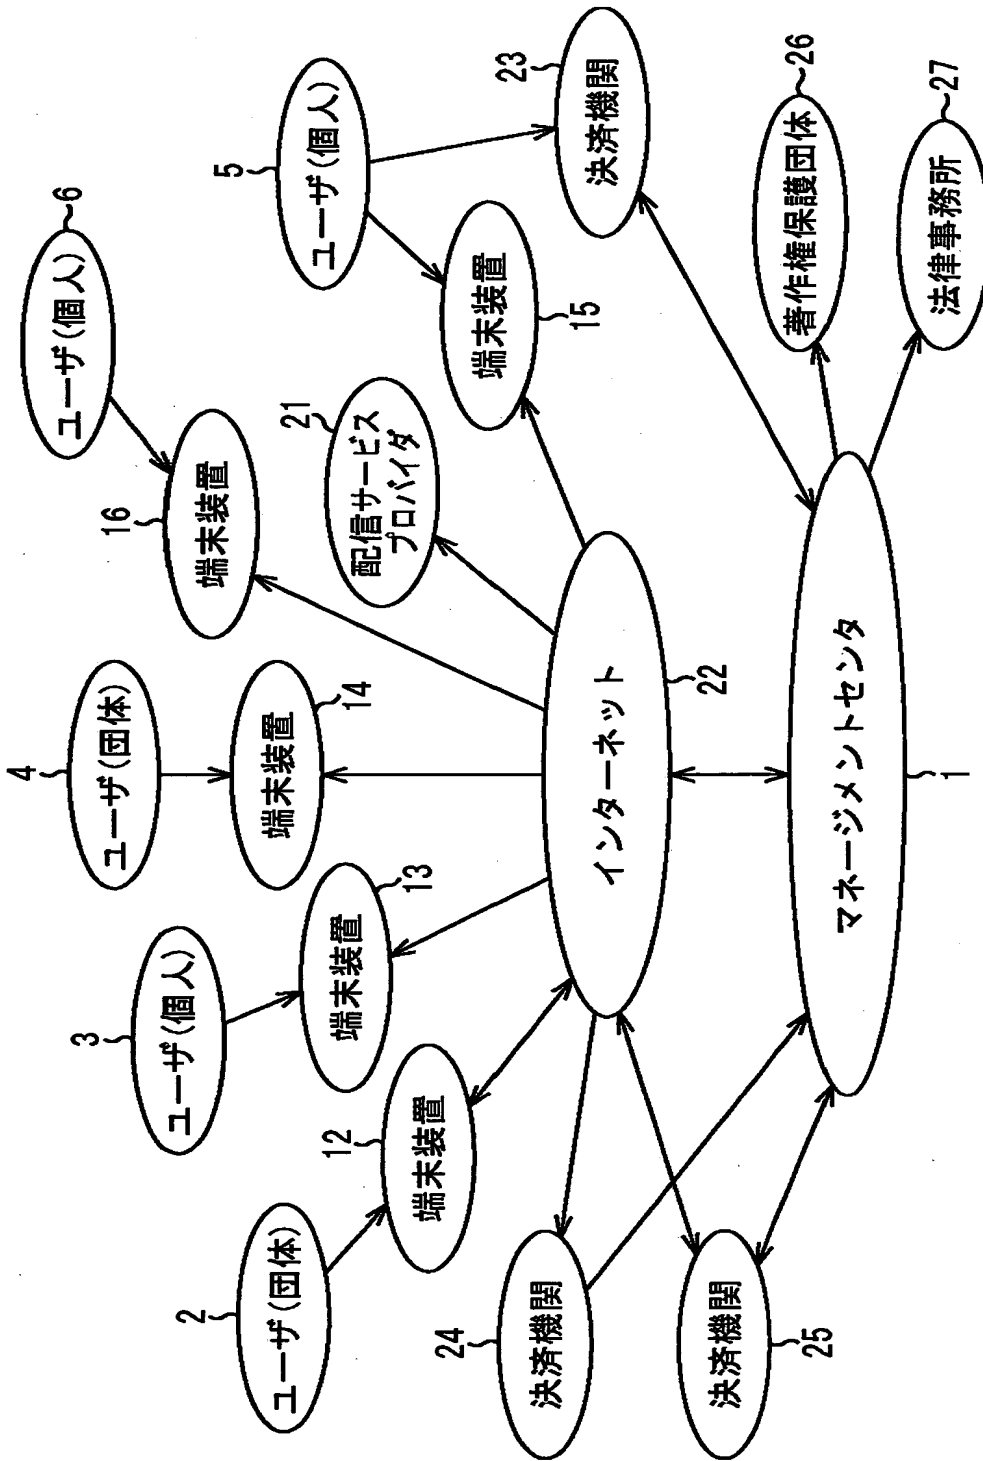 2
ユーザ(団体)
3
ユーザ(個人)
4
ユーザ(団体)
6
ユーザ(個人)
5
ユーザ(個人)
12
端末装置
13
端末装置
14
端末装置
16
端末装置
21
配信サービス
プロバイダ
15
端末装置
23
決済機関
24
決済機関
25
決済機関
インターネット
22
著作権保護団体
26
法律事務所
27
マネージメントセンタ
1